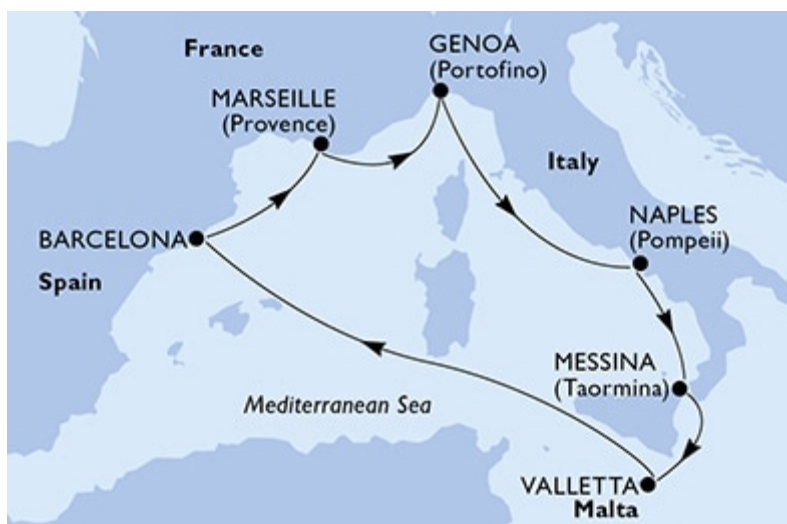 France
GENOA
(Portofino)
MARSEILLE
(Provence)
Italy
NAPLES
(Pompeii)
BARCELONA
Spain
MESSINA
(Taormina)
Mediterranean Sea
VALLETTA
Malta